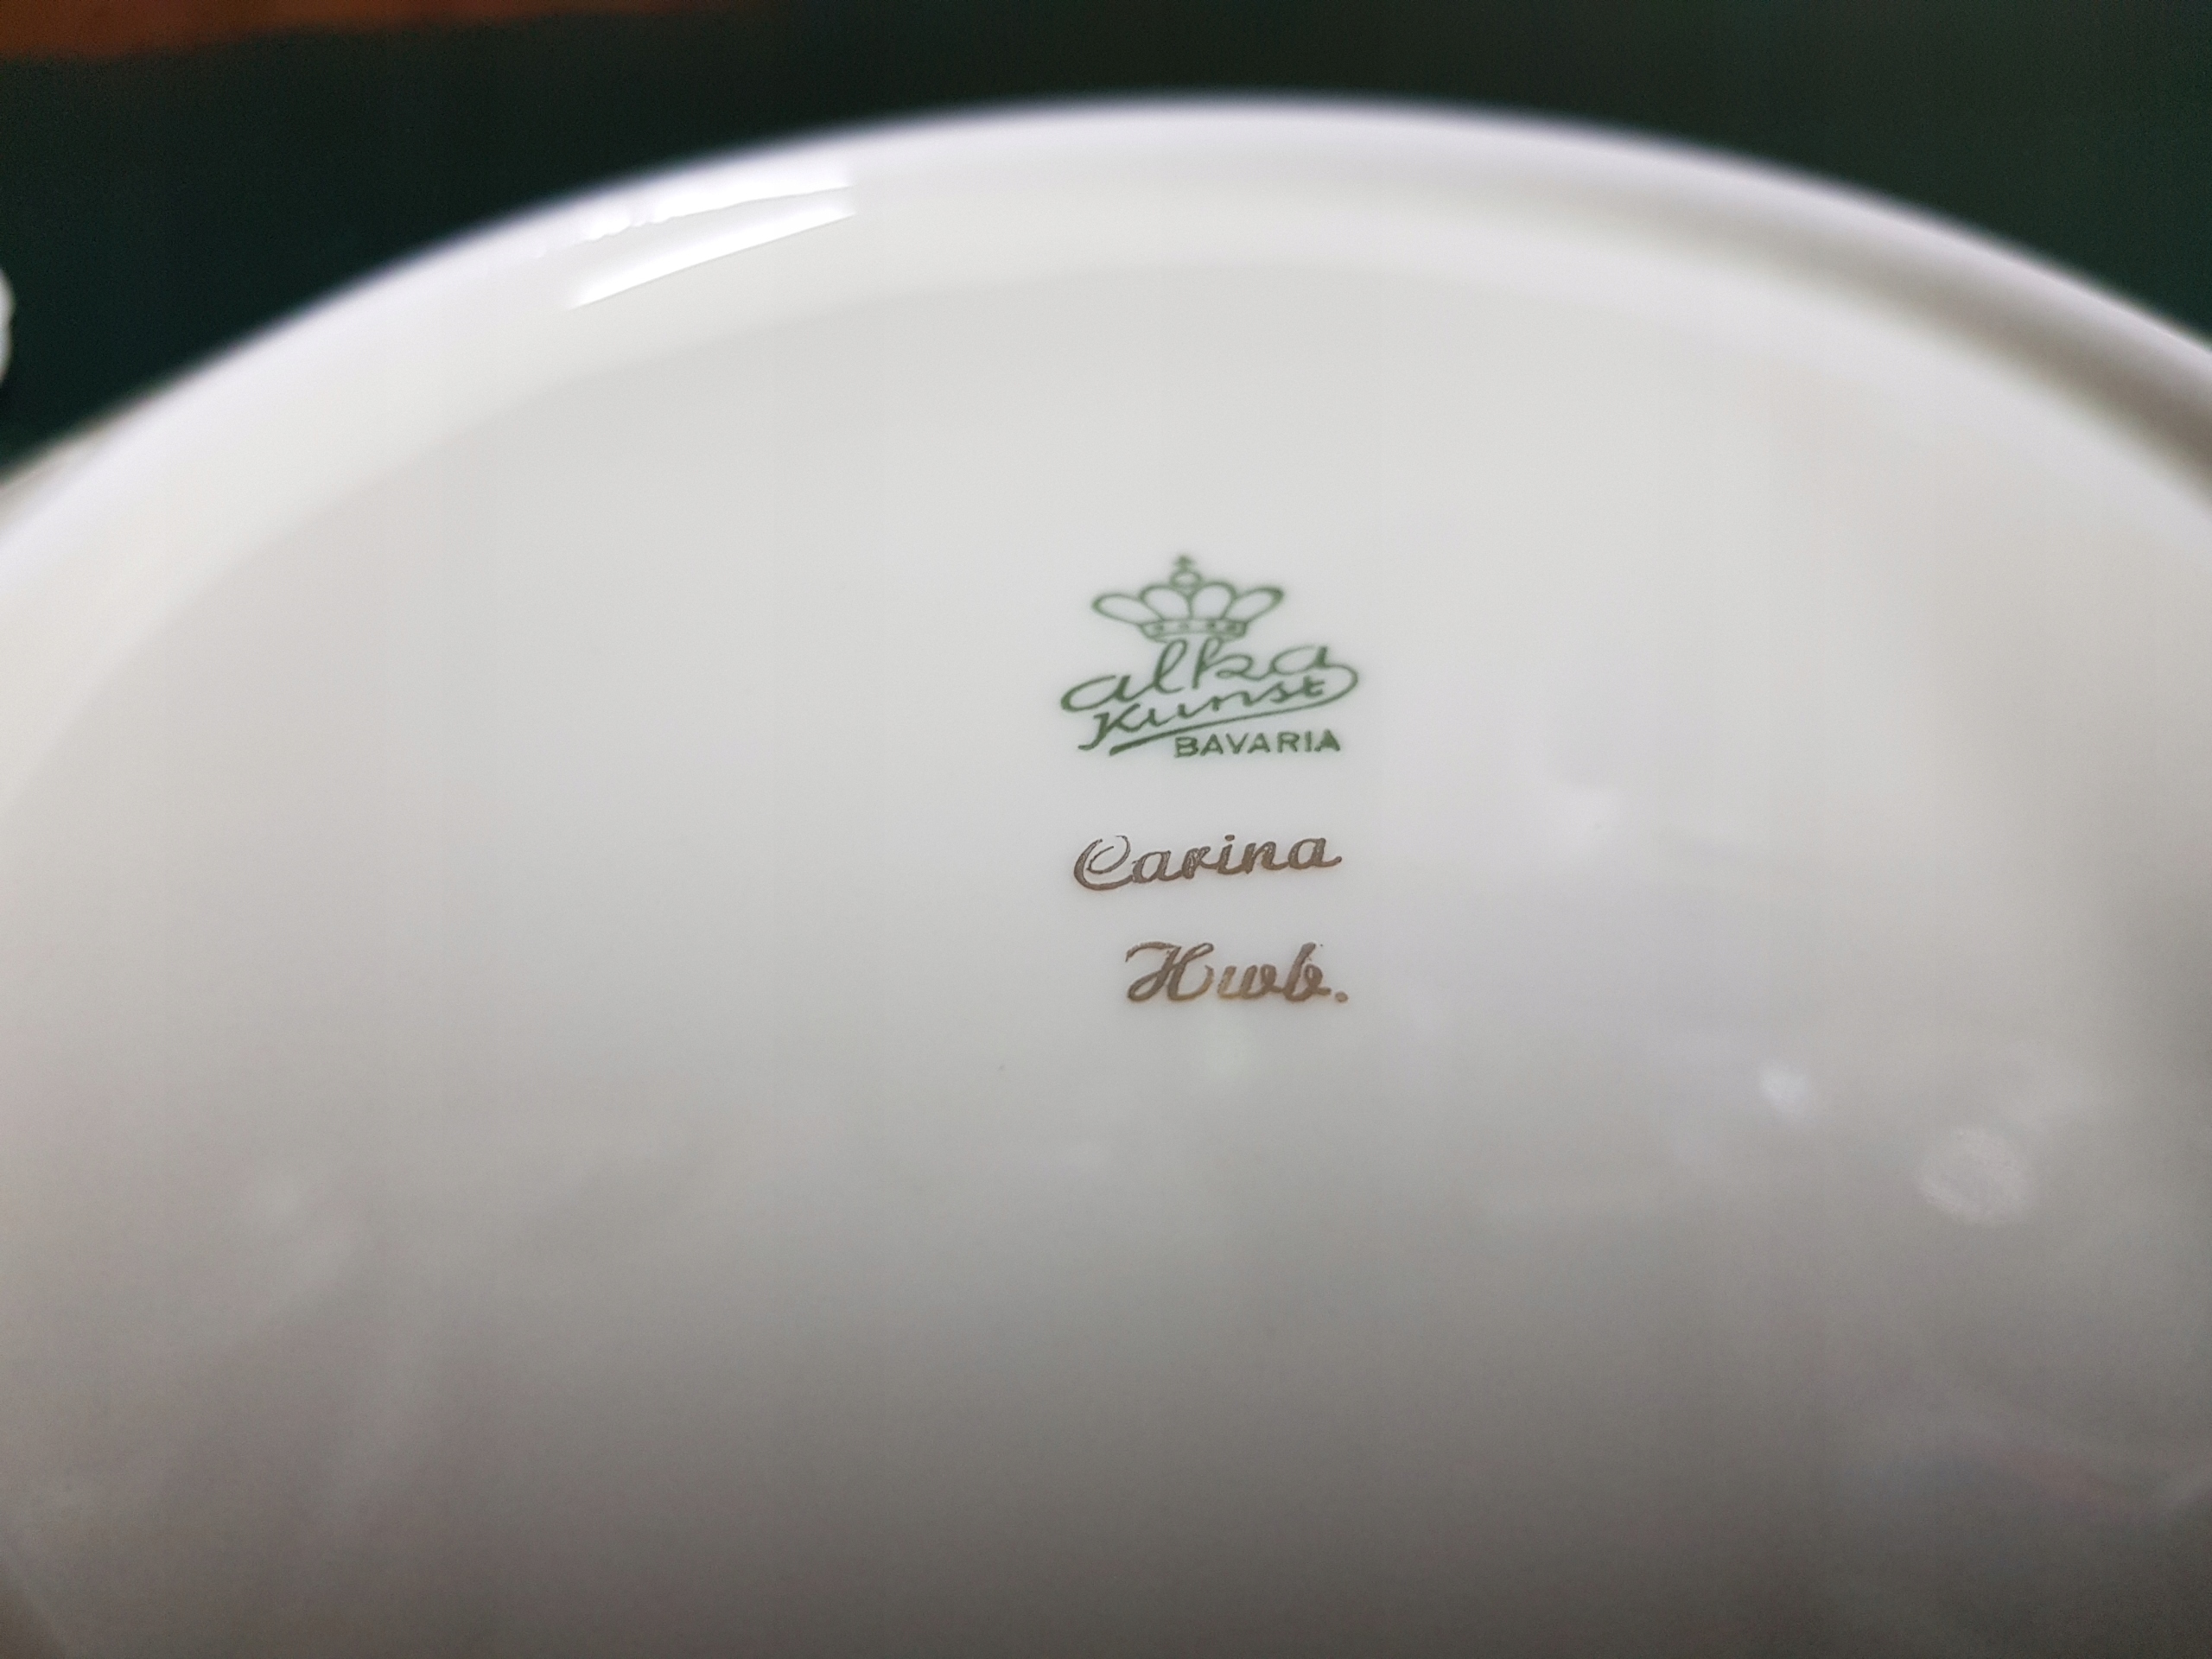 alka
Kunst
BAVARIA
Carina
Hwb.